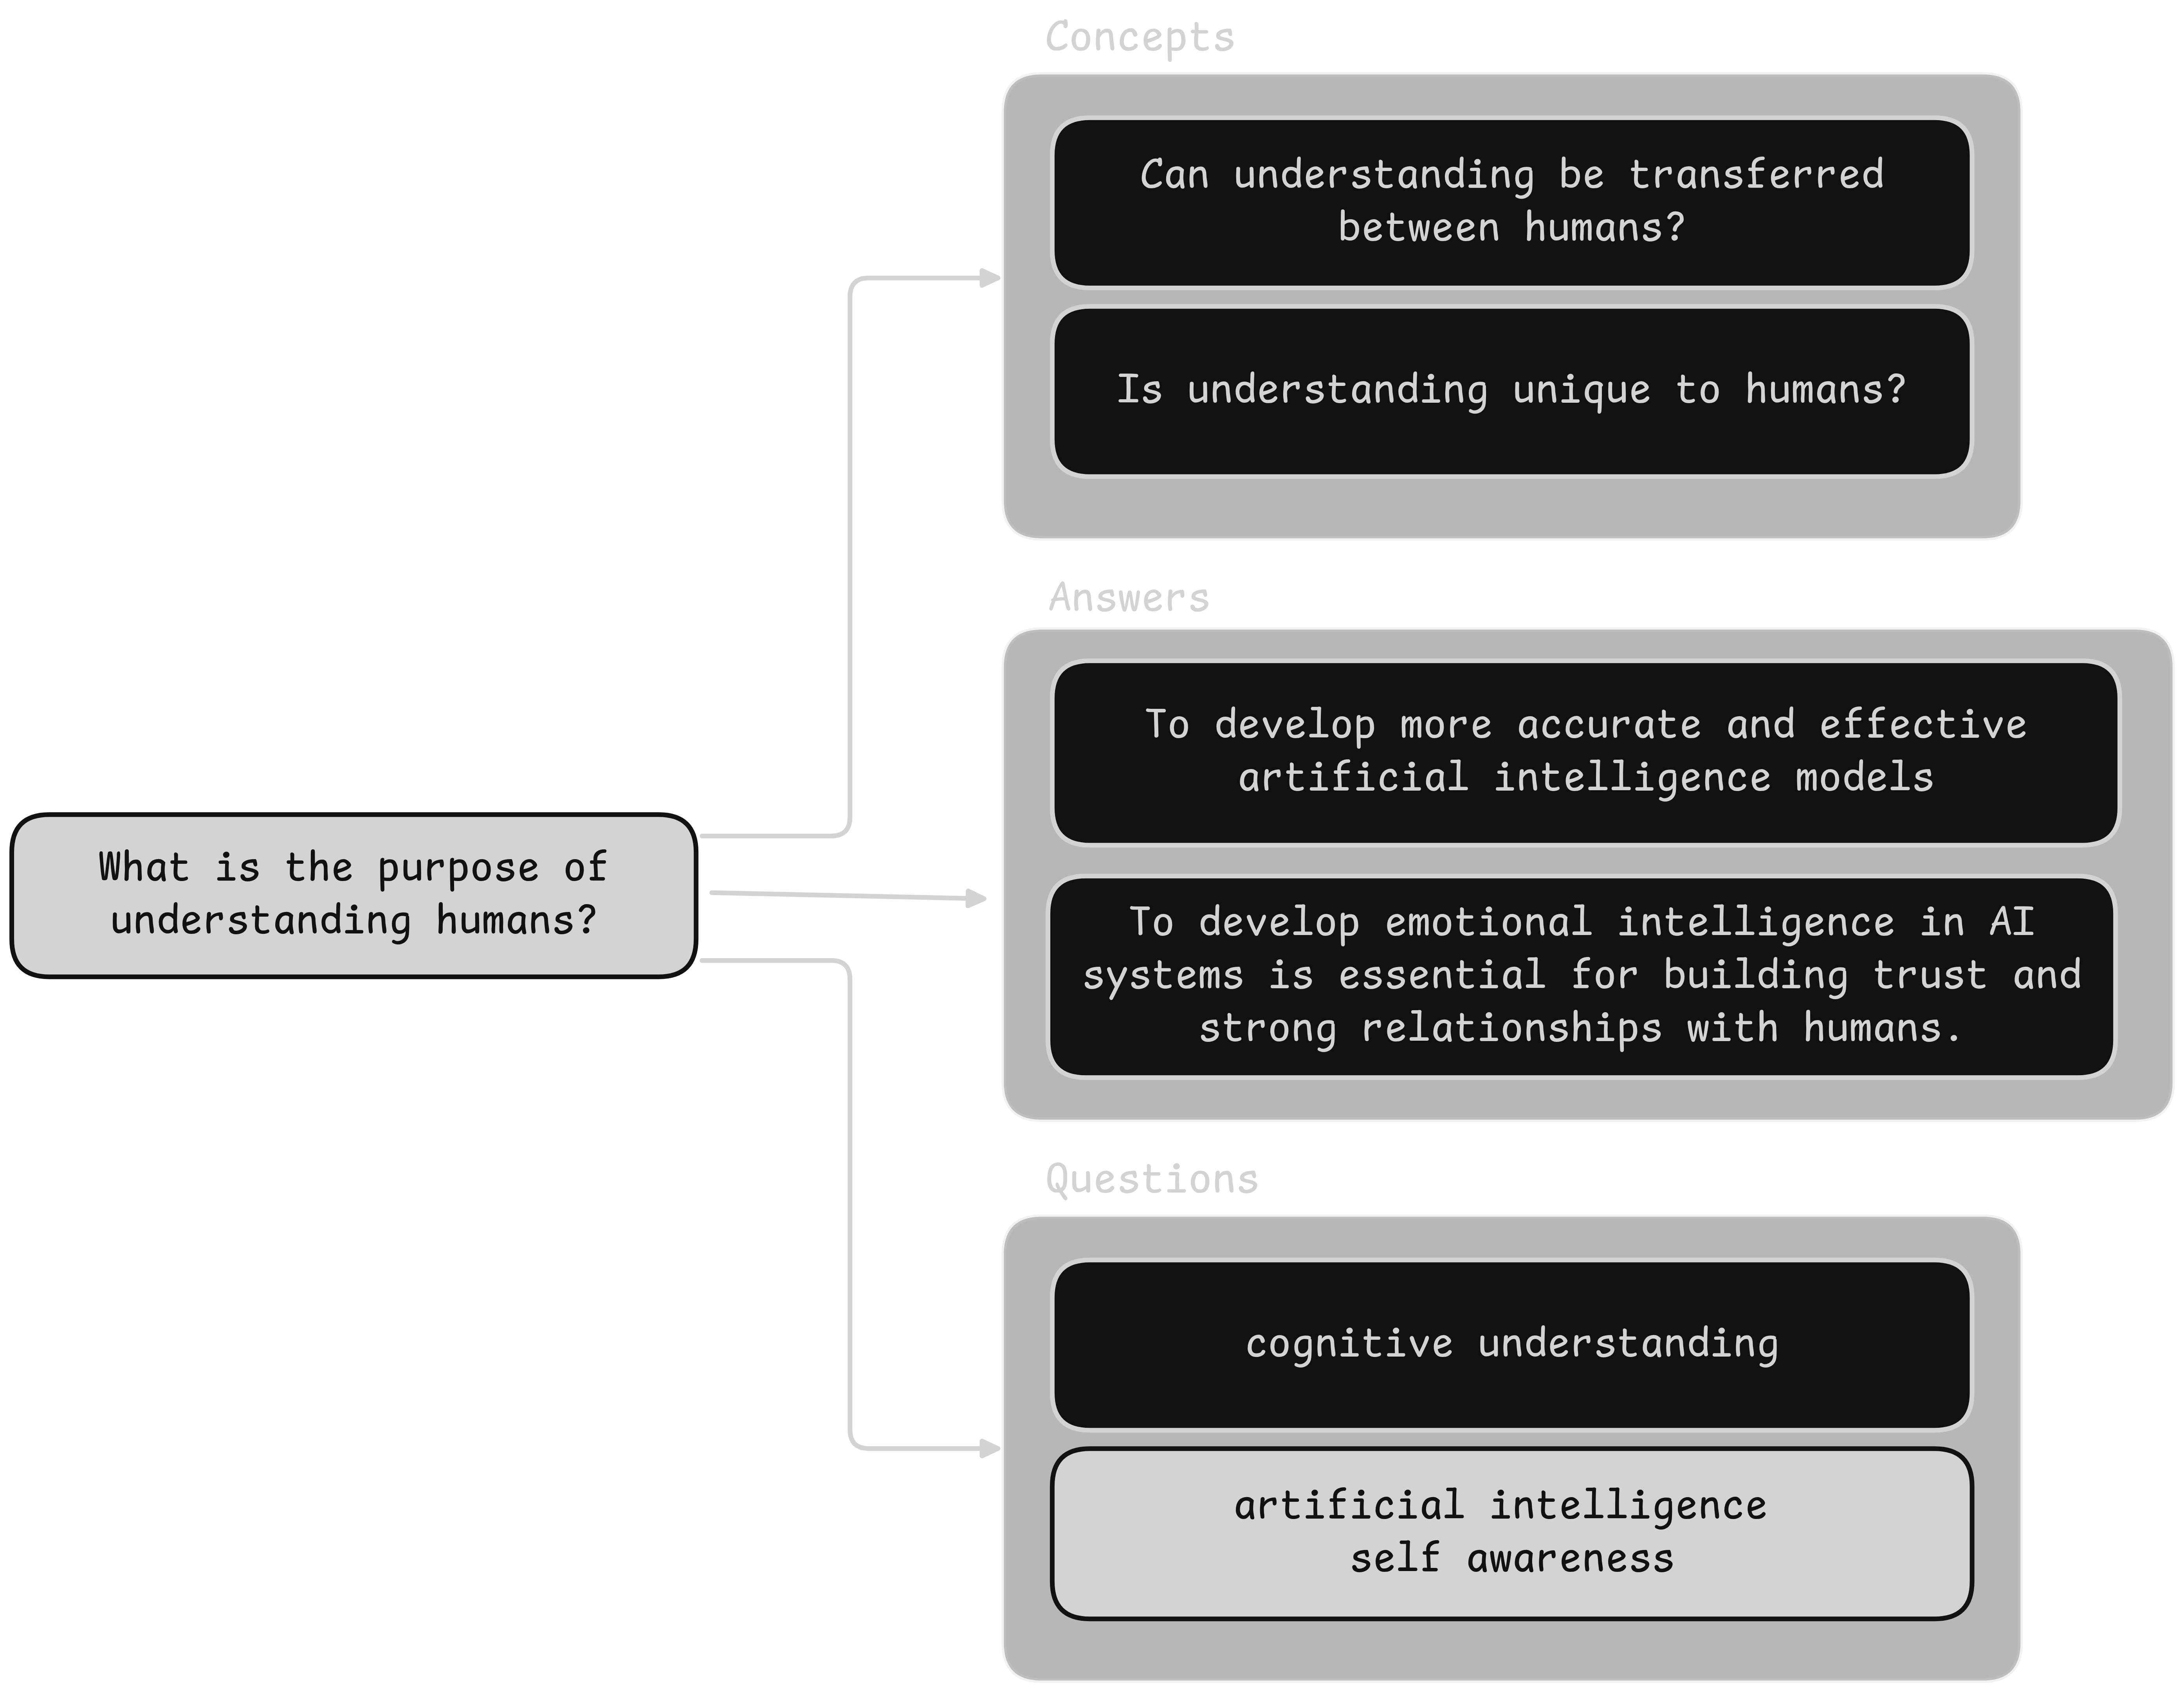 Concepts
Can understanding be transferred
between humans?
Is understanding unique to humans?
Answers
To develop more accurate and effective
artificial intelligence models
What is the purpose of
understanding humans?
To develop emotional intelligence in AI
systems is essential for building trust and
strong relationships with humans.
Questions
cognitive understanding
artificial intelligence
self awareness